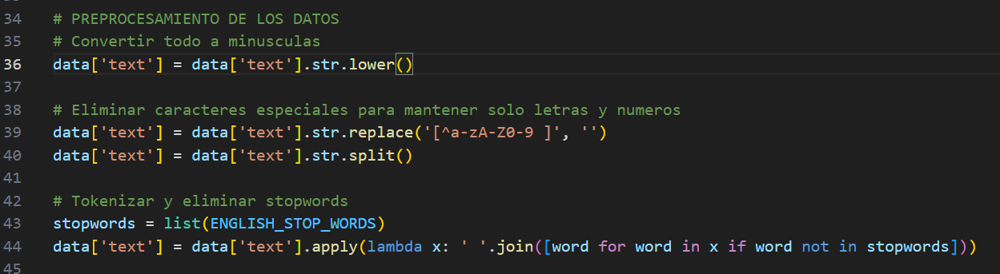 34 # PREPROCESAMIENTO DE LOS DATOS
35 # Convertir todo a minusculas
36 data['text'] = data['text'].str.lower()
37
38 # Eliminar caracteres especiales para mantener solo letras y numeros
39 data['text'] = data['text'].str.replace('[^a-zA-Z0-9 ]', '')
40 data['text'] = data['text'].str.split()
41
42 # Tokenizar y eliminar stopwords
43 stopwords = list(ENGLISH_STOP_WORDS)
44 data['text'] = data['text'].apply(lambda x: ' '.join([word for word in x if word not in stopwords]))
45